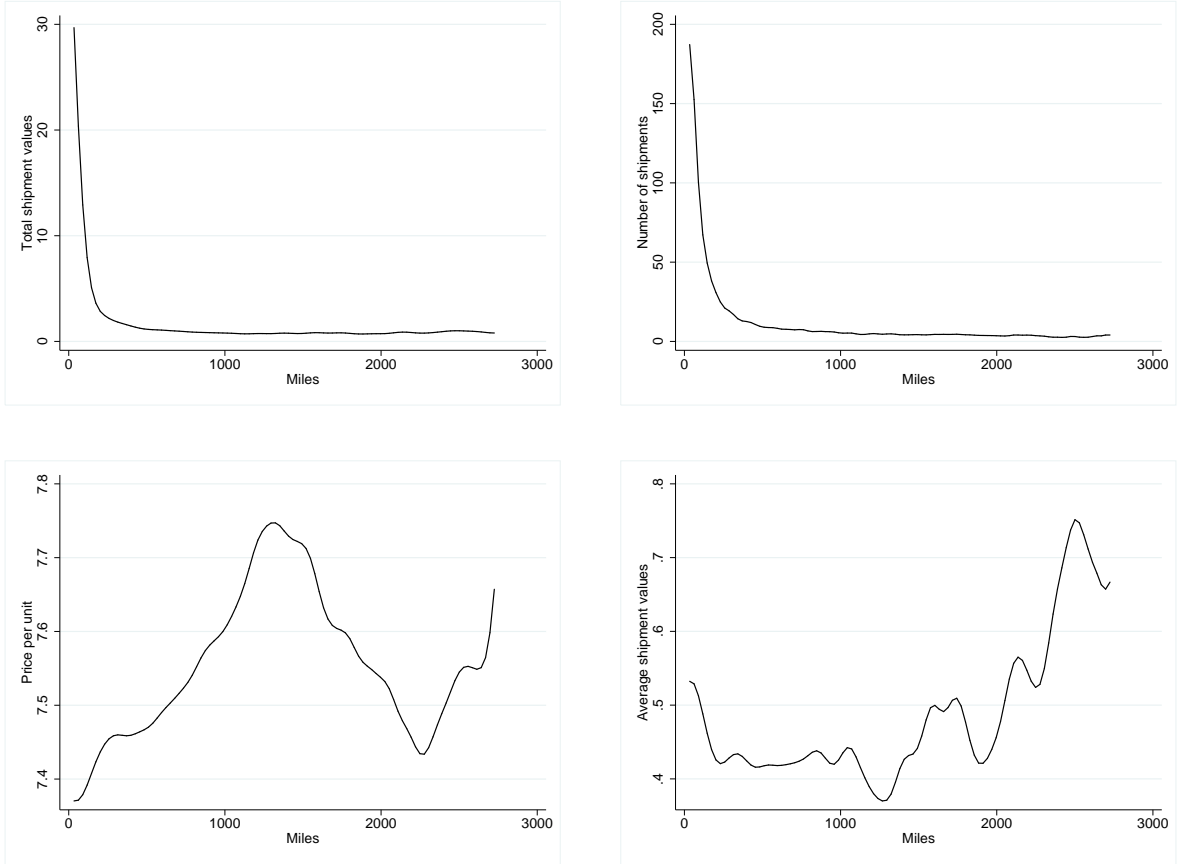 Total shipment values
30
20
10
0
0 1000 2000 3000
Miles
Number of shipments
200
150
100
50
0
0 1000 2000 3000
Miles
Price per unit
7.8
7.7
7.6
7.5
7.4
0 1000 2000 3000
Miles
Average shipment values
.8
.7
.6
.5
.4
0 1000 2000 3000
Miles